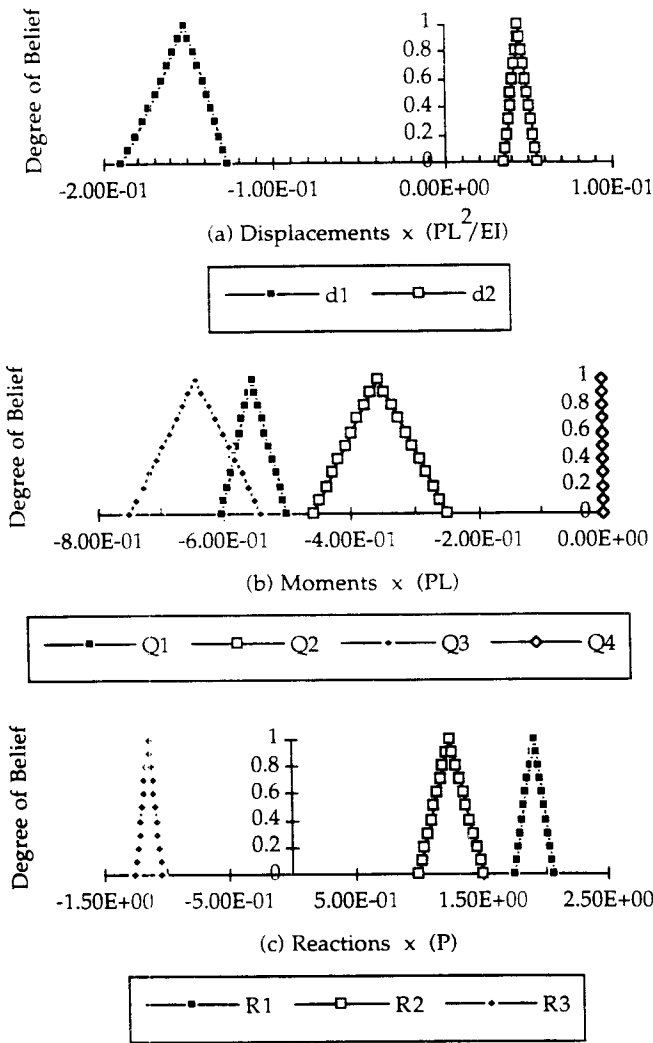 Degree of Belief
1
0.8
0.6
0.4
0.2
0
-2.00E-01 -1.00E-01 0.00E+00 1.00E-01
(a) Displacements x (PL²/EI)
d1 d2
Degree of Belief
1
0.8
0.6
0.4
0.2
0
-8.00E-01 -6.00E-01 -4.00E-01 -2.00E-01 0.00E+00
(b) Moments x (PL)
Q1 Q2 Q3 Q4
Degree of Belief
1
0.8
0.6
0.4
0.2
0
-1.50E+00 -5.00E-01 5.00E-01 1.50E+00 2.50E+00
(c) Reactions x (P)
R1 R2 R3